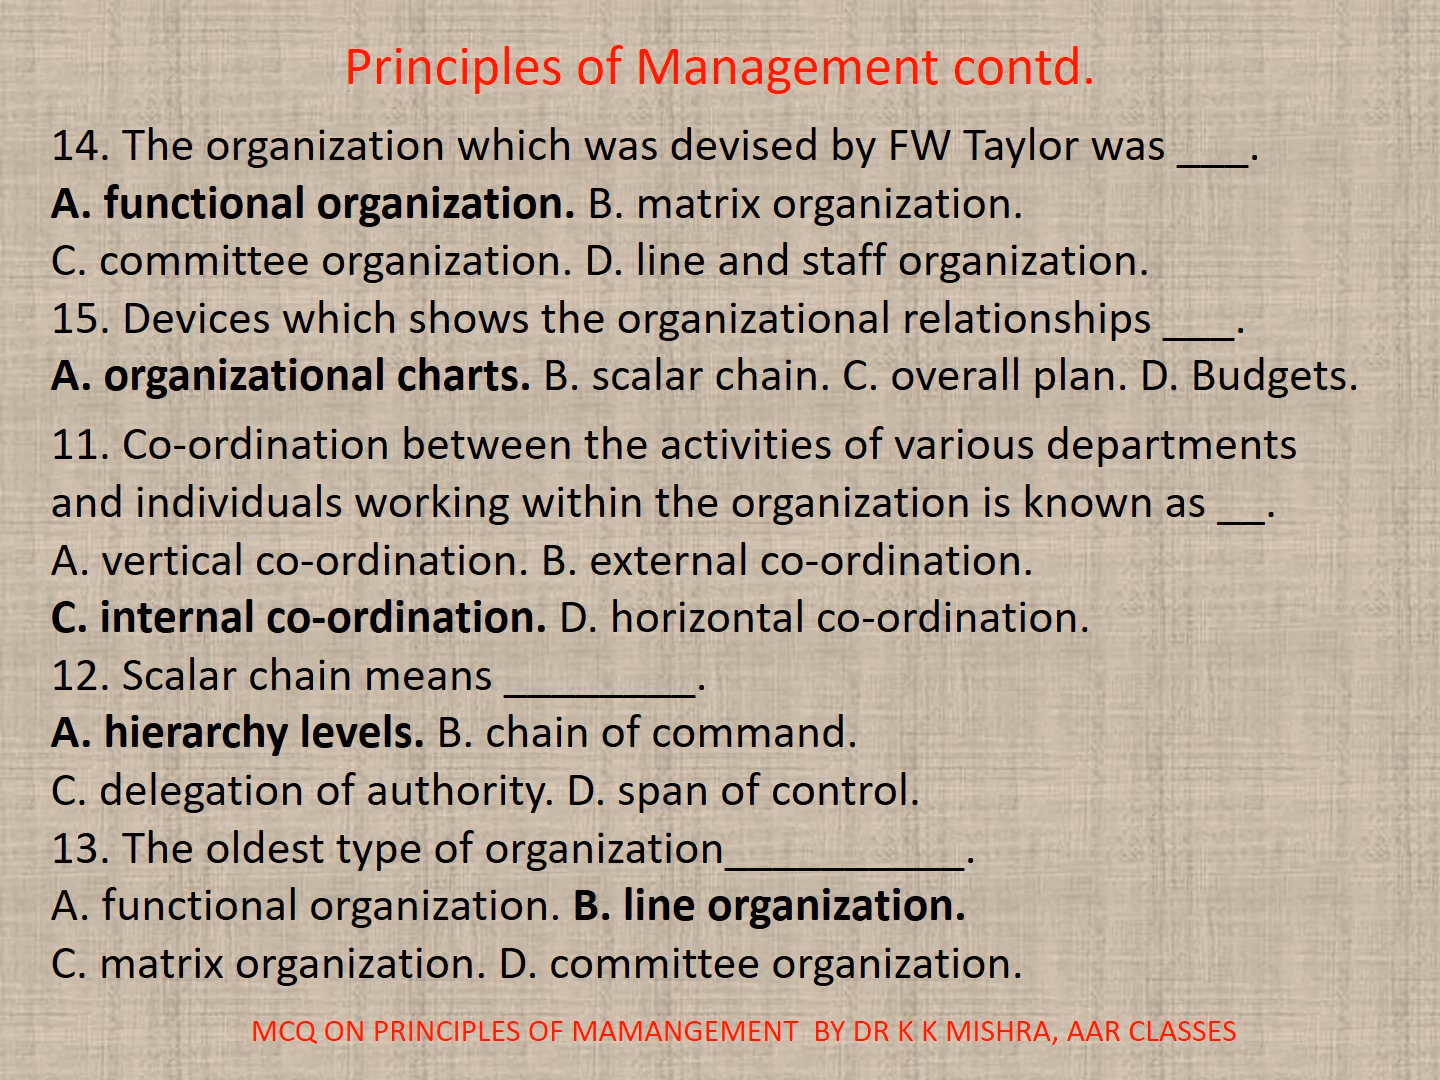 Principles of Management contd.
14. The organization which was devised by FW Taylor was ___.
A. functional organization. B. matrix organization.
C. committee organization. D. line and staff organization.
15. Devices which shows the organizational relationships ___.
A. organizational charts. B. scalar chain. C. overall plan. D. Budgets.
11. Co-ordination between the activities of various departments
and individuals working within the organization is known as __.
A. vertical co-ordination. B. external co-ordination.
C. internal co-ordination. D. horizontal co-ordination.
12. Scalar chain means ________.
A. hierarchy levels. B. chain of command.
C. delegation of authority. D. span of control.
13. The oldest type of organization__________.
A. functional organization. B. line organization.
C. matrix organization. D. committee organization.
MCQ ON PRINCIPLES OF MAMANGEMENT BY DR K K MISHRA, AAR CLASSES